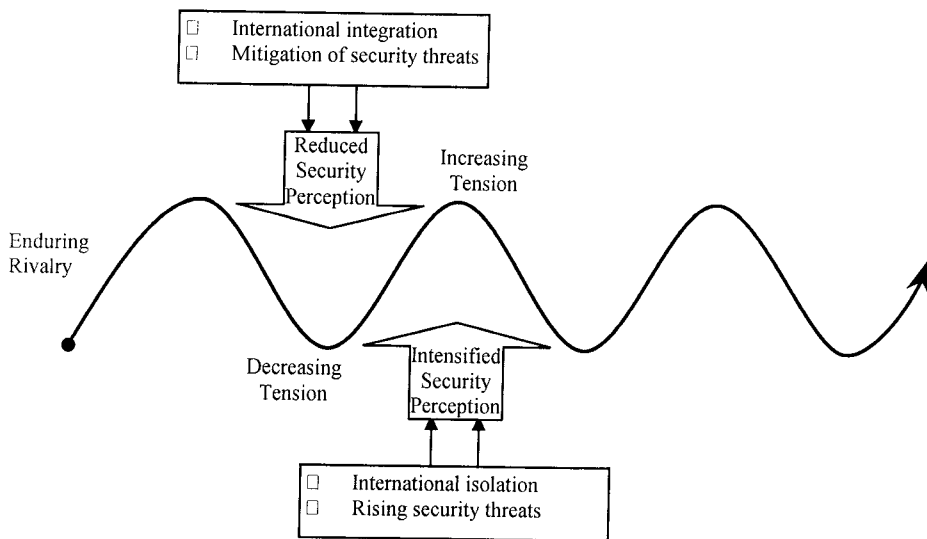 International integration
Mitigation of security threats
Reduced
Security
Perception
Increasing
Tension
Enduring
Rivalry
Decreasing
Tension
Intensified
Security
Perception
International isolation
Rising security threats